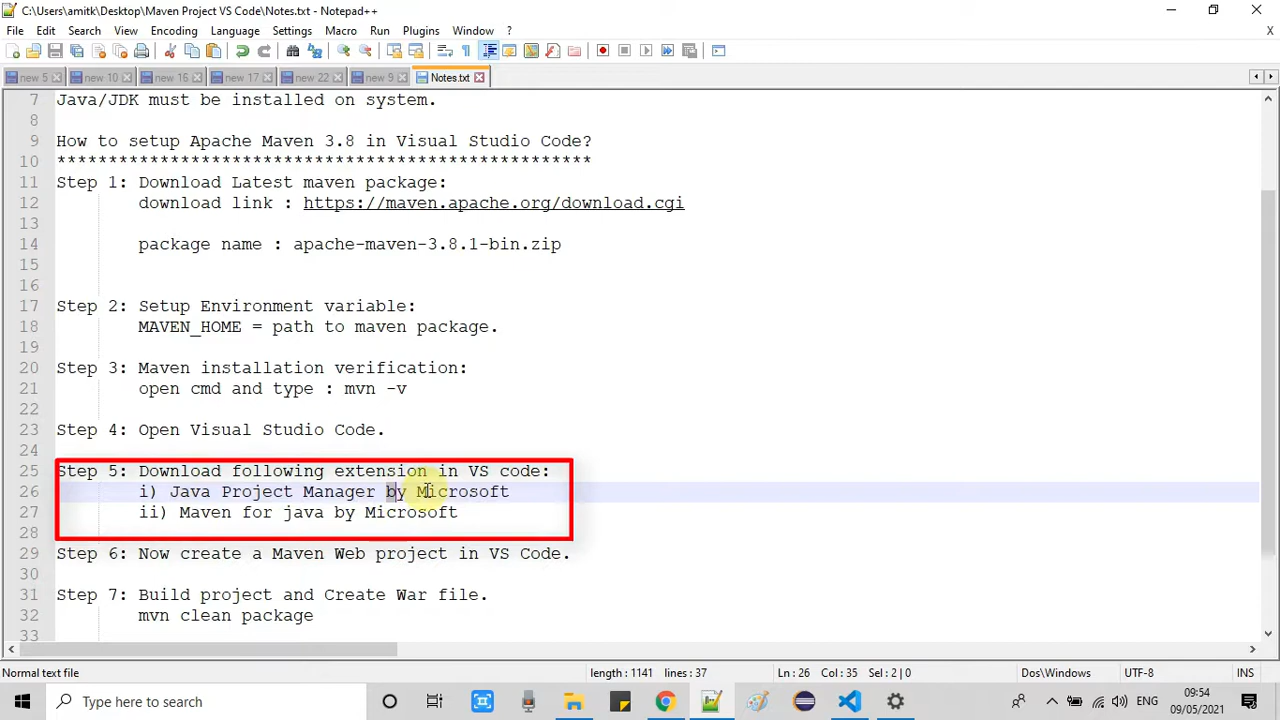 C:\Users\amitk\Desktop\Maven Project VS Code\Notes.txt - Notepad++
File Edit Search View Encoding Language Settings Macro Run Plugins Window ? X
new 5 new 10 new 16 new 17 new 22 new 9 Notes.txt
7 Java/JDK must be installed on system.
8
9 How to setup Apache Maven 3.8 in Visual Studio Code?
10 ****************************************************
11 Step 1: Download Latest maven package:
12 download link : https://maven.apache.org/download.cgi
13
14 package name : apache-maven-3.8.1-bin.zip
15
16
17 Step 2: Setup Environment variable:
18 MAVEN_HOME = path to maven package.
19
20 Step 3: Maven installation verification:
21 open cmd and type : mvn -v
22
23 Step 4: Open Visual Studio Code.
24
25 Step 5: Download following extension in VS code:
26 i) Java Project Manager by Microsoft
27 ii) Maven for java by Microsoft
28
29 Step 6: Now create a Maven Web project in VS Code.
30
31 Step 7: Build project and Create War file.
32 mvn clean package
33
Normal text file length : 1141 lines : 37 Ln : 26 Col : 35 Sel : 2 | 0 Dos\Windows UTF-8 INS
Type here to search ENG 09:54
09/05/2021